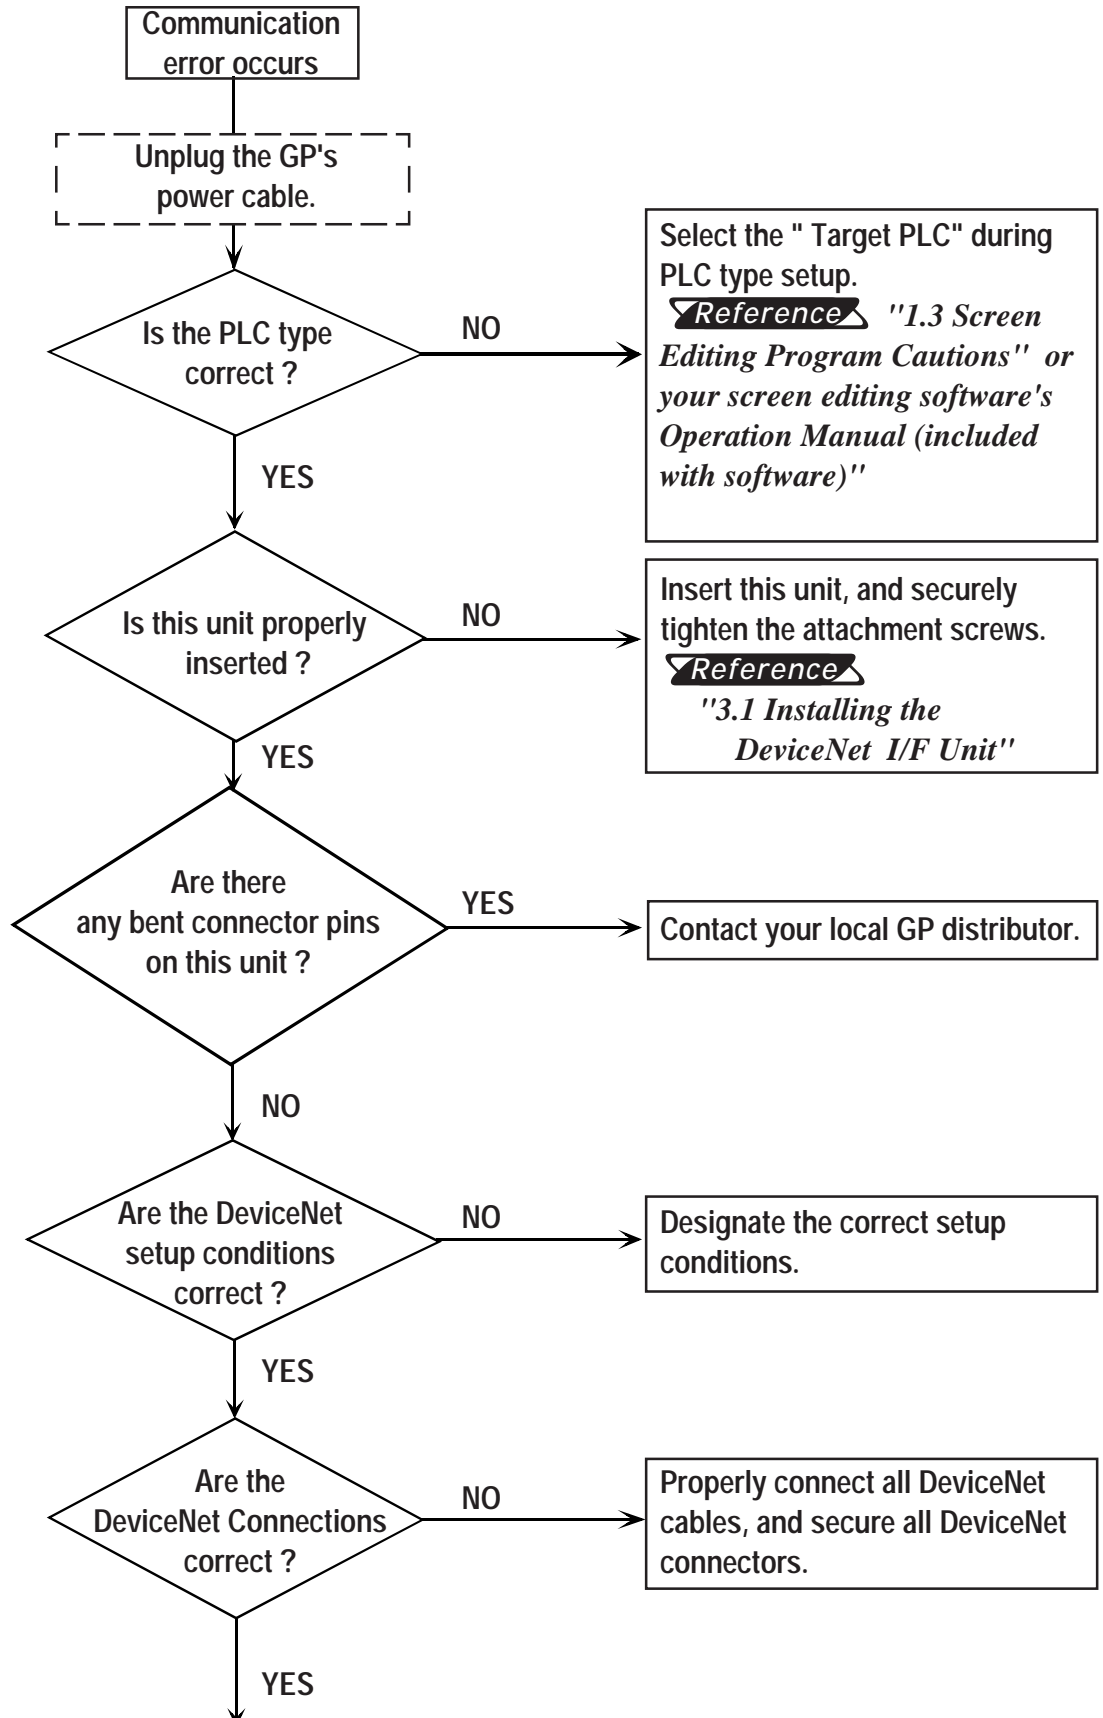 Communication
error occurs
Unplug the GP's
power cable.
Is the PLC type
correct ?
NO
Select the " Target PLC" during
PLC type setup.
Reference "1.3 Screen
Editing Program Cautions" or
your screen editing software's
Operation Manual (included
with software)"
YES
Is this unit properly
inserted ?
NO
Insert this unit, and securely
tighten the attachment screws.
Reference
"3.1 Installing the
DeviceNet I/F Unit"
YES
Are there
any bent connector pins
on this unit ?
YES
Contact your local GP distributor.
NO
Are the DeviceNet
setup conditions
correct ?
NO
Designate the correct setup
conditions.
YES
Are the
DeviceNet Connections
correct ?
NO
Properly connect all DeviceNet
cables, and secure all DeviceNet
connectors.
YES